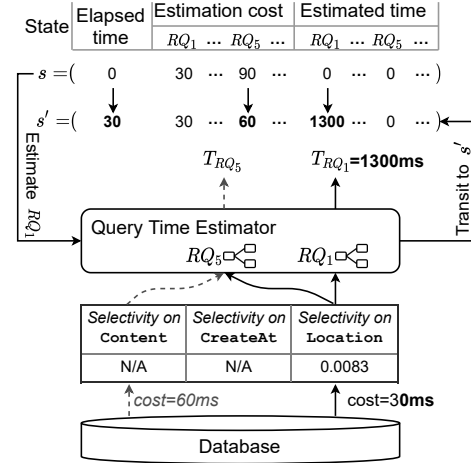 State Elapsed time Estimation cost Estimated time
RQ1 ... RQ5 ... RQ1 ... RQ5 ...
s =( 0 30 ... 90 ... 0 ... 0 ... )
s′ =( 30 30 ... 60 ... 1300 ... 0 ... )
Estimate RQ1
Transit to s′
TRQ5 TRQ1=1300ms
Query Time Estimator
RQ5 RQ1
Selectivity on Content Selectivity on CreateAt Selectivity on Location
N/A N/A 0.0083
cost=60ms cost=30ms
Database